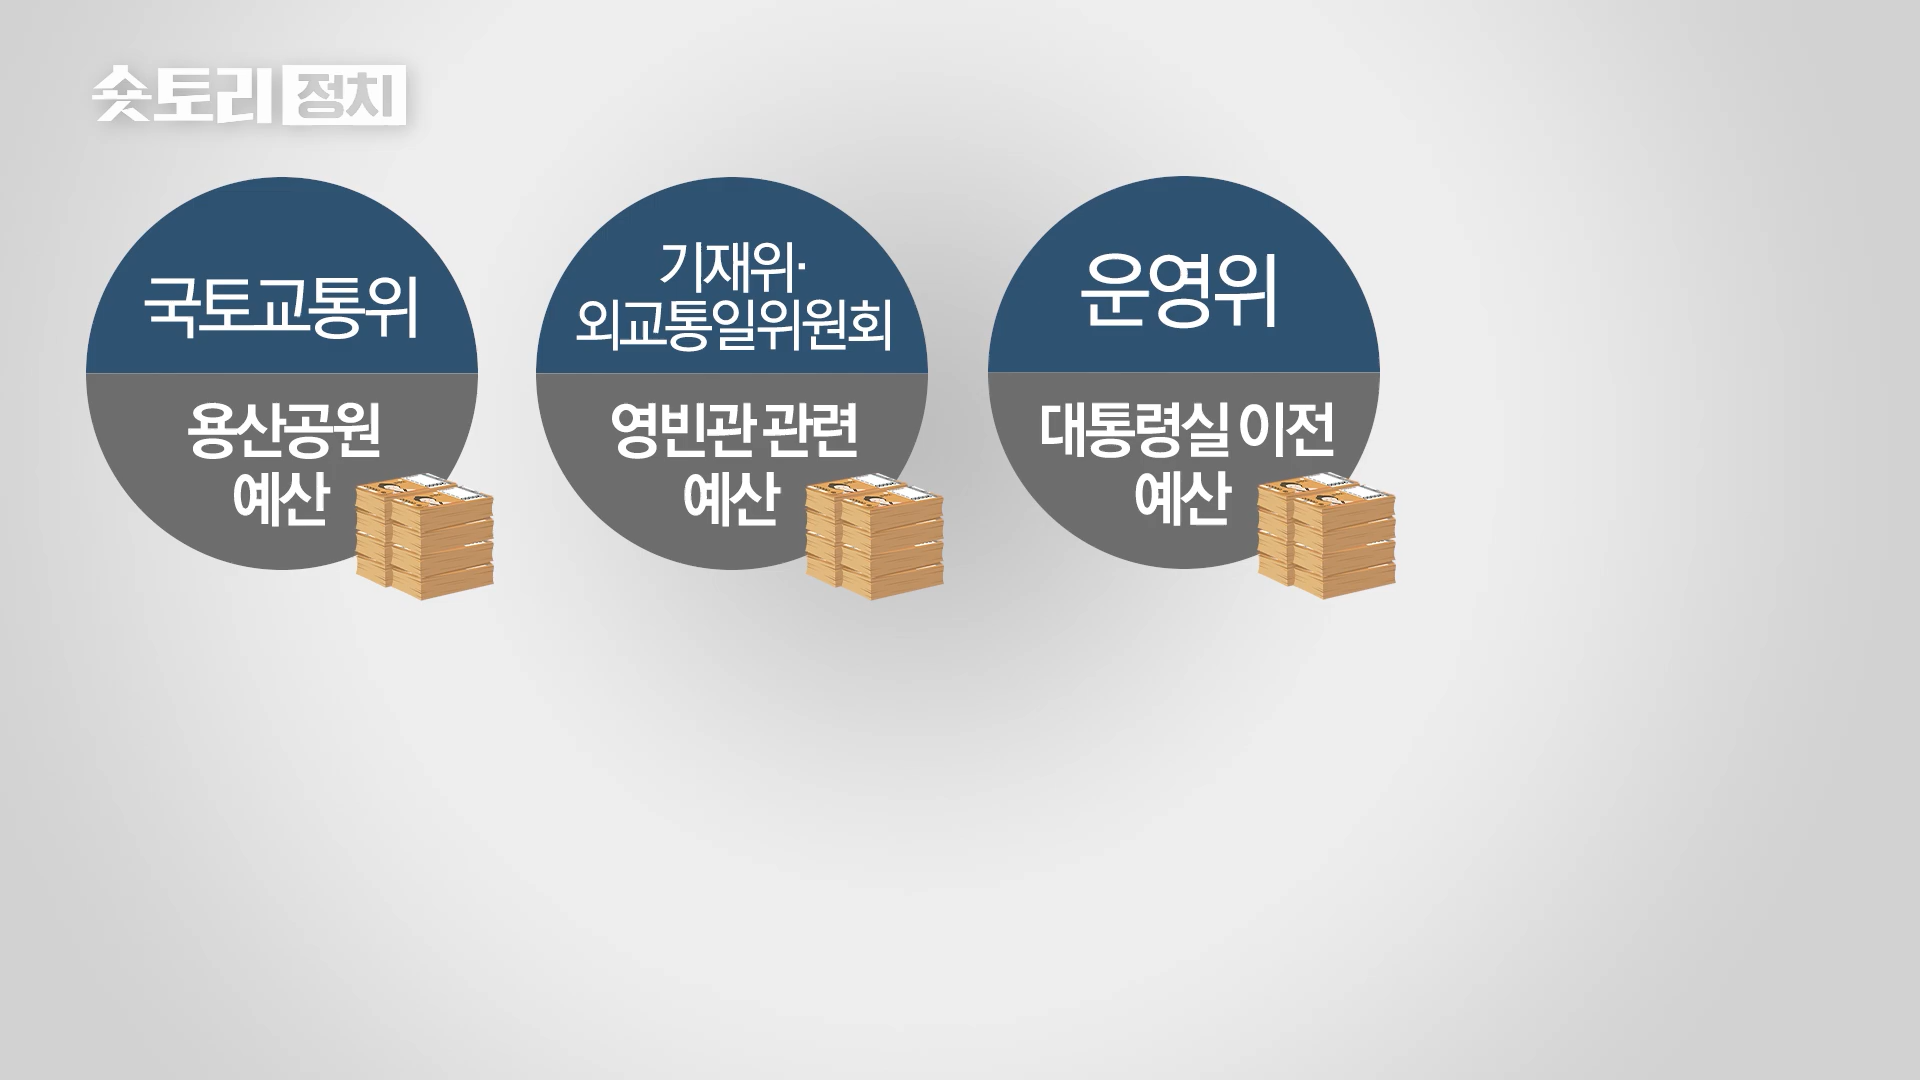 숏토리 정치
국토교통위
용산공원
예산
기재위·
외교통일위원회
영빈관 관련
예산
운영위
대통령실 이전
예산